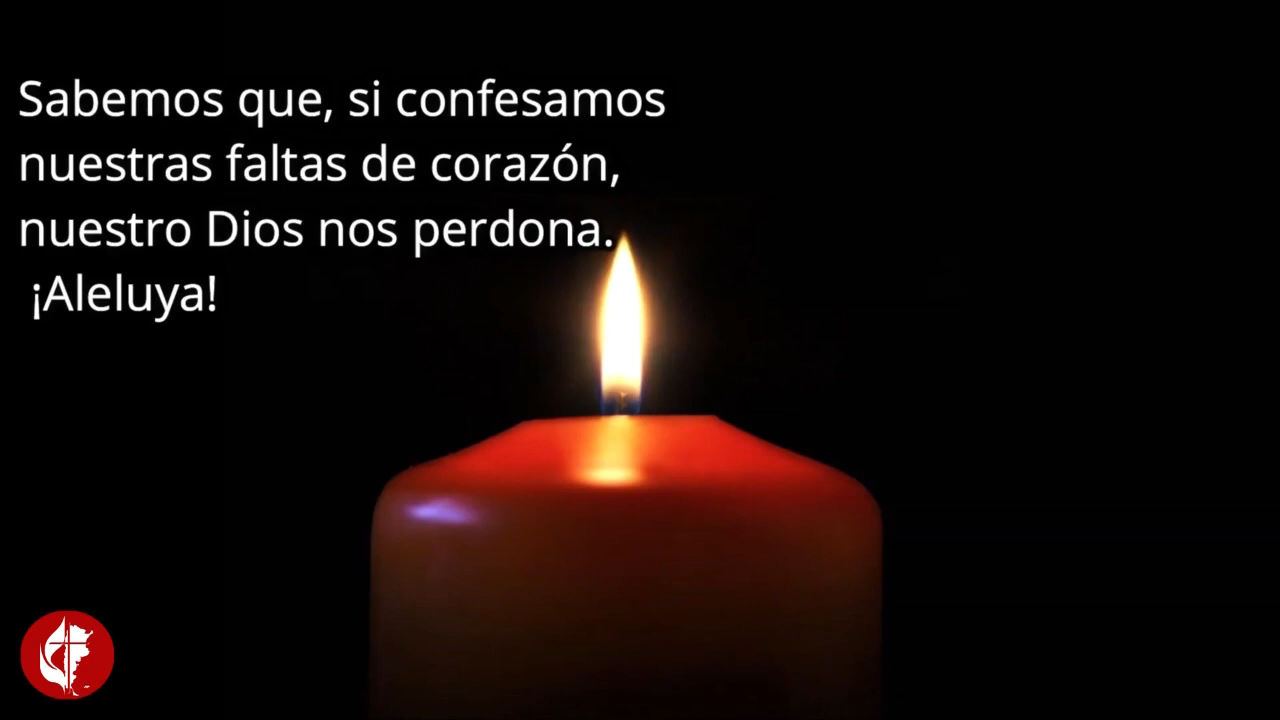 Sabemos que, si confesamos
nuestras faltas de corazón,
nuestro Dios nos perdona.
¡Aleluya!